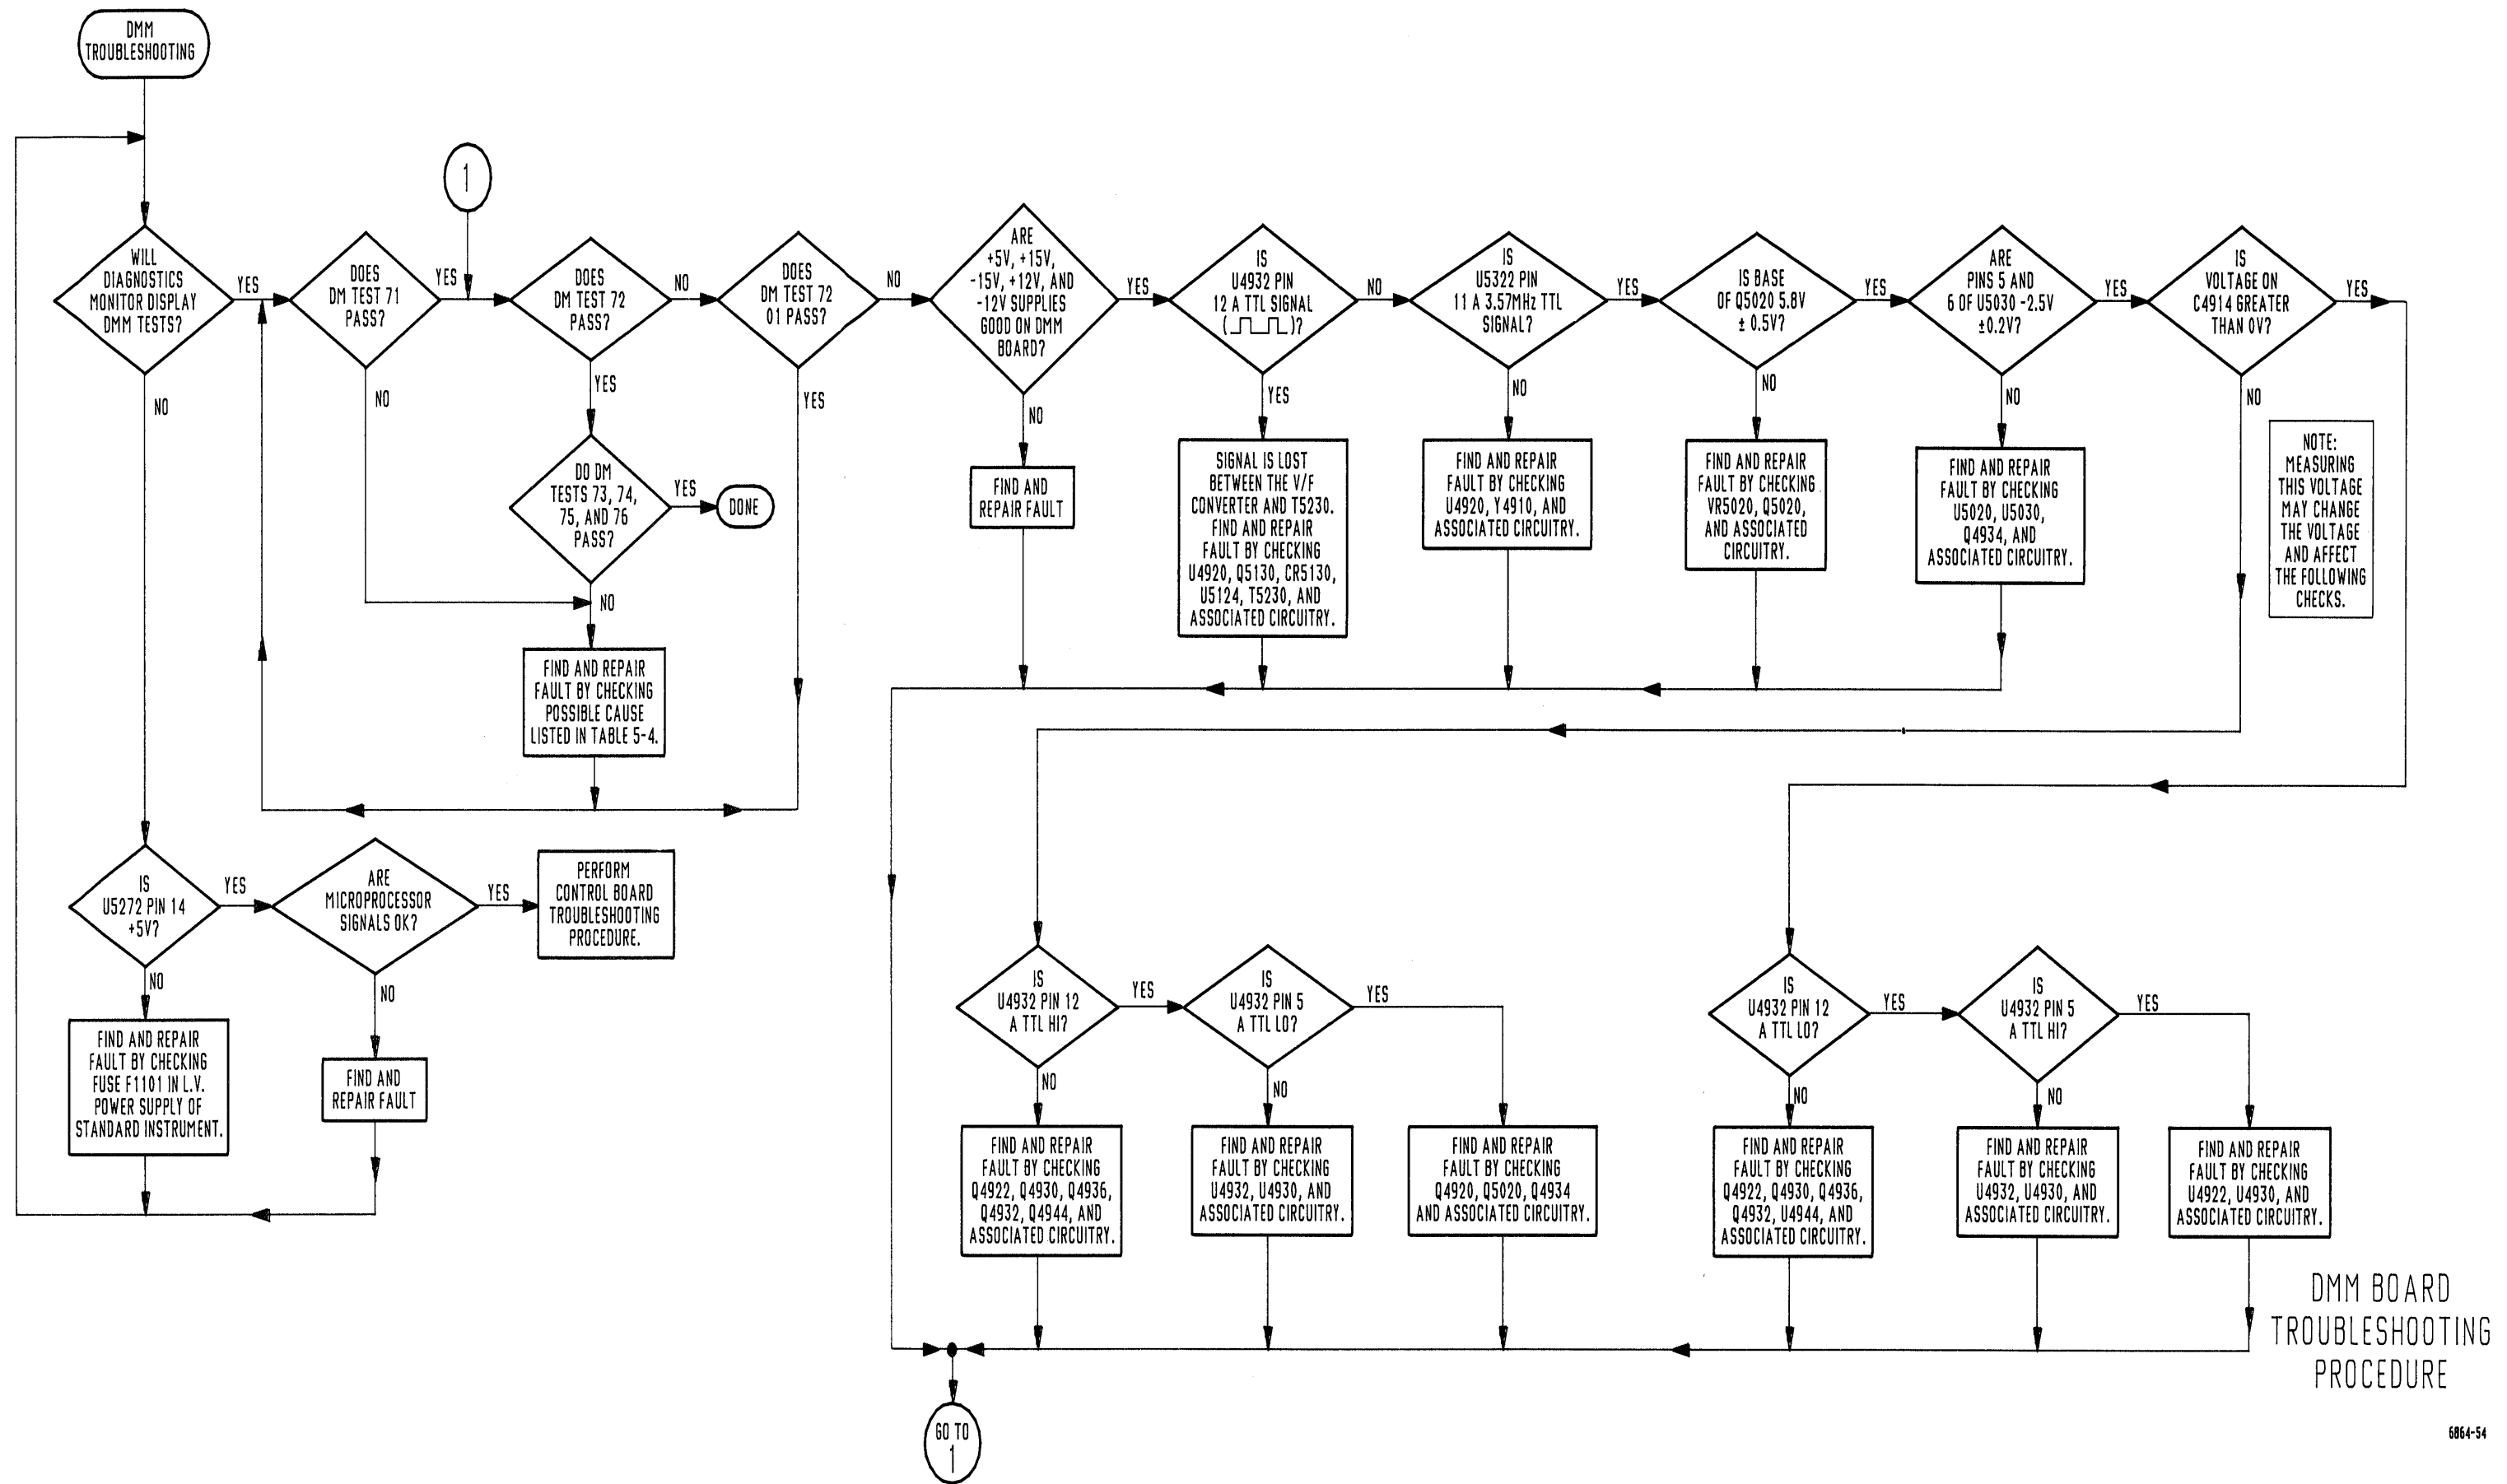 DMM
TROUBLESHOOTING
1
WILL
DIAGNOSTICS
MONITOR DISPLAY
DMM TESTS?
YES
NO
DOES
DM TEST 71
PASS?
YES
NO
DOES
DM TEST 72
PASS?
NO
YES
DOES
DM TEST 72
01 PASS?
NO
YES
ARE
+5V, +15V,
-15V, +12V, AND
-12V SUPPLIES
GOOD ON DMM
BOARD?
YES
NO
IS
U4932 PIN
12 A TTL SIGNAL
( )?
NO
YES
IS
U5322 PIN
11 A 3.57MHz TTL
SIGNAL?
YES
NO
IS BASE
OF Q5020 5.8V
± 0.5V?
YES
NO
ARE
PINS 5 AND
6 OF U5030 -2.5V
±0.2V?
YES
NO
IS
VOLTAGE ON
C4914 GREATER
THAN 0V?
YES
NO
NOTE:
MEASURING
THIS VOLTAGE
MAY CHANGE
THE VOLTAGE
AND AFFECT
THE FOLLOWING
CHECKS.
DO DM
TESTS 73, 74,
75, AND 76
PASS?
YES
DONE
NO
FIND AND REPAIR
FAULT BY CHECKING
POSSIBLE CAUSE
LISTED IN TABLE 5-4.
FIND AND
REPAIR FAULT
SIGNAL IS LOST
BETWEEN THE V/F
CONVERTER AND T5230.
FIND AND REPAIR
FAULT BY CHECKING
U4920, Q5130, CR5130,
U5124, T5230, AND
ASSOCIATED CIRCUITRY.
FIND AND REPAIR
FAULT BY CHECKING
U4920, Y4910, AND
ASSOCIATED CIRCUITRY.
FIND AND REPAIR
FAULT BY CHECKING
VR5020, Q5020,
AND ASSOCIATED
CIRCUITRY.
FIND AND REPAIR
FAULT BY CHECKING
U5020, U5030,
Q4934, AND
ASSOCIATED CIRCUITRY.
IS
U5272 PIN 14
+5V?
YES
NO
ARE
MICROPROCESSOR
SIGNALS OK?
YES
NO
PERFORM
CONTROL BOARD
TROUBLESHOOTING
PROCEDURE.
FIND AND REPAIR
FAULT BY CHECKING
FUSE F1101 IN L.V.
POWER SUPPLY OF
STANDARD INSTRUMENT.
FIND AND
REPAIR FAULT
IS
U4932 PIN 12
A TTL HI?
YES
NO
IS
U4932 PIN 5
A TTL LO?
YES
NO
IS
U4932 PIN 12
A TTL LO?
YES
NO
IS
U4932 PIN 5
A TTL HI?
YES
NO
FIND AND REPAIR
FAULT BY CHECKING
Q4922, Q4930, Q4936,
Q4932, Q4944, AND
ASSOCIATED CIRCUITRY.
FIND AND REPAIR
FAULT BY CHECKING
U4932, U4930, AND
ASSOCIATED CIRCUITRY.
FIND AND REPAIR
FAULT BY CHECKING
Q4920, Q5020, Q4934
AND ASSOCIATED CIRCUITRY.
FIND AND REPAIR
FAULT BY CHECKING
Q4922, Q4930, Q4936,
Q4932, U4944, AND
ASSOCIATED CIRCUITRY.
FIND AND REPAIR
FAULT BY CHECKING
U4932, U4930, AND
ASSOCIATED CIRCUITRY.
FIND AND REPAIR
FAULT BY CHECKING
U4922, U4930, AND
ASSOCIATED CIRCUITRY.
GO TO
1
DMM BOARD
TROUBLESHOOTING
PROCEDURE
6864-54